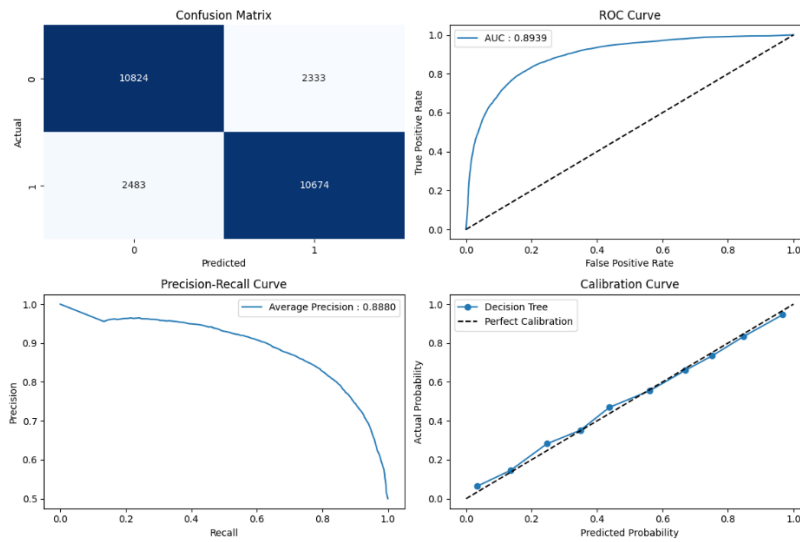 Confusion Matrix
Actual
0
1
10824
2333
2483
10674
0
1
Predicted
ROC Curve
AUC : 0.8939
True Positive Rate
1.0
0.8
0.6
0.4
0.2
0.0
0.0
0.2
0.4
0.6
0.8
1.0
False Positive Rate
Precision-Recall Curve
Average Precision : 0.8880
Precision
1.0
0.9
0.8
0.7
0.6
0.5
0.0
0.2
0.4
0.6
0.8
1.0
Recall
Calibration Curve
Decision Tree
Perfect Calibration
Actual Probability
1.0
0.8
0.6
0.4
0.2
0.0
0.0
0.2
0.4
0.6
0.8
1.0
Predicted Probability